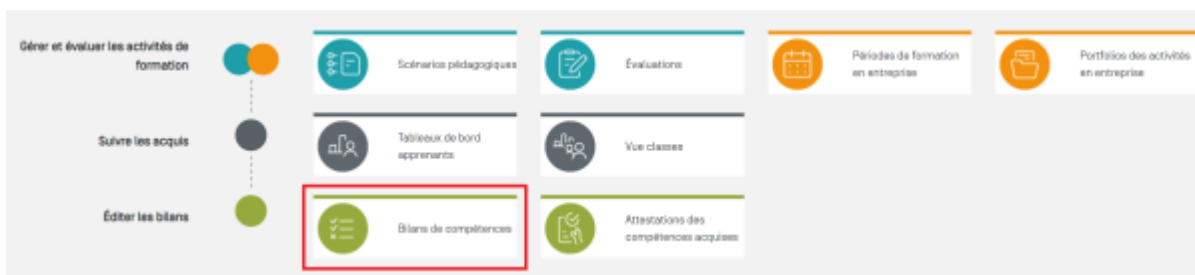 Gérer et évaluer les activités de
formation
Scénarios pédagogiques
Évaluations
Périodes de formation
en entreprise
Portfolios des activités
en entreprise
Suivre les acquis
Tableaux de bord
apprenants
Vue classes
Éditer les bilans
Bilans de compétences
Attestations des
compétences acquises